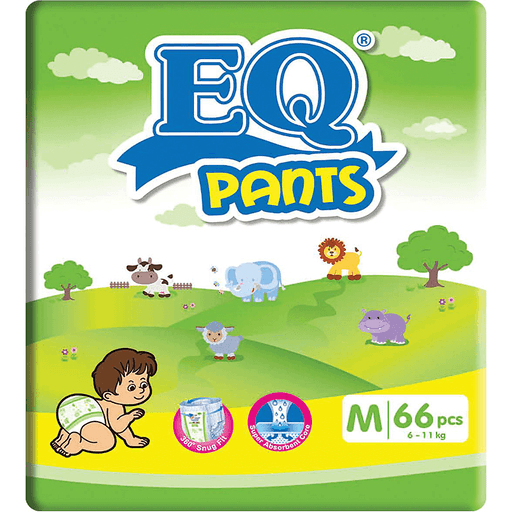 EQ®
PANTS
360° Snug Fit
Super Absorbent Core
M 66 pcs
6 - 11 kg